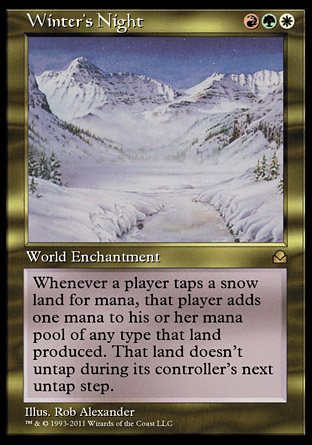 Winter's Night
World Enchantment
Whenever a player taps a snow
land for mana, that player adds
one mana to his or her mana
pool of any type that land
produced. That land doesn't
untap during its controller's next
untap step.
Illus. Rob Alexander
™ & © 1993-2011 Wizards of the Coast LLC